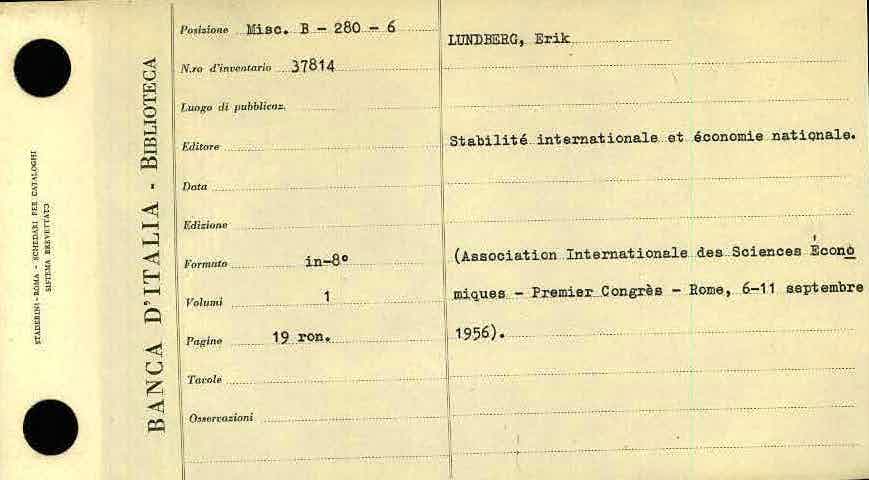 STADERINI - ROMA - SCHEDARI PER CATALOGHI
SISTEMA BREVETTATO
BANCA D'ITALIA - BIBLIOTECA
Posizione Misc. B - 280 - 6
N.ro d'inventario 37814
Luogo di pubblicaz.
Editore
Data
Edizione
Formato in-8°
Volumi 1
Pagine 19 ron.
Tavole
Osservazioni
LUNDBERG, Erik
Stabilité internationale et économie nationale.
(Association Internationale des Sciences Écono
miques - Premier Congrès - Rome, 6-11 septembre
1956).